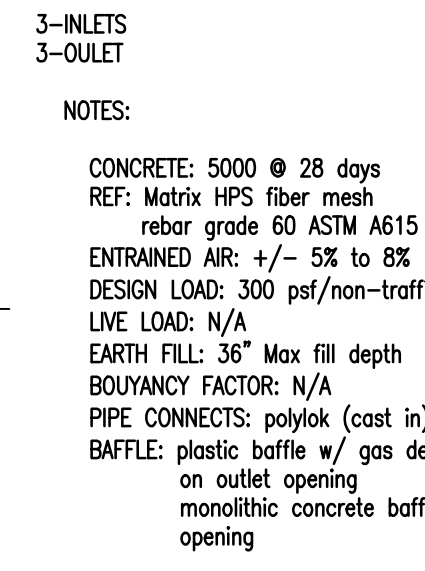 3-INLETS
3-OULET
NOTES:
CONCRETE: 5000 @ 28 days
REF: Matrix HPS fiber mesh
rebar grade 60 ASTM A615
ENTRAINED AIR: +/- 5% to 8%
DESIGN LOAD: 300 psf/non-traff
LIVE LOAD: N/A
EARTH FILL: 36" Max fill depth
BOUYANCY FACTOR: N/A
PIPE CONNECTS: polylok (cast in)
BAFFLE: plastic baffle w/ gas de
on outlet opening
monolithic concrete baff
opening